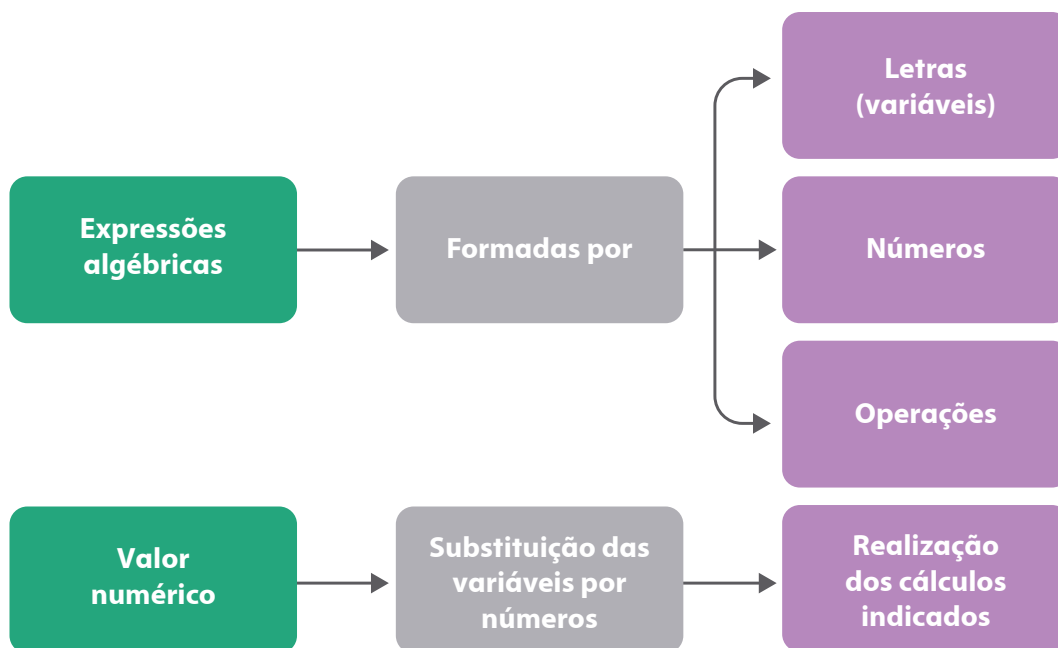 Letras
(variáveis)
Expressões
algébricas
Formadas por
Números
Operações
Valor
numérico
Substituição das
variáveis por
números
Realização
dos cálculos
indicados